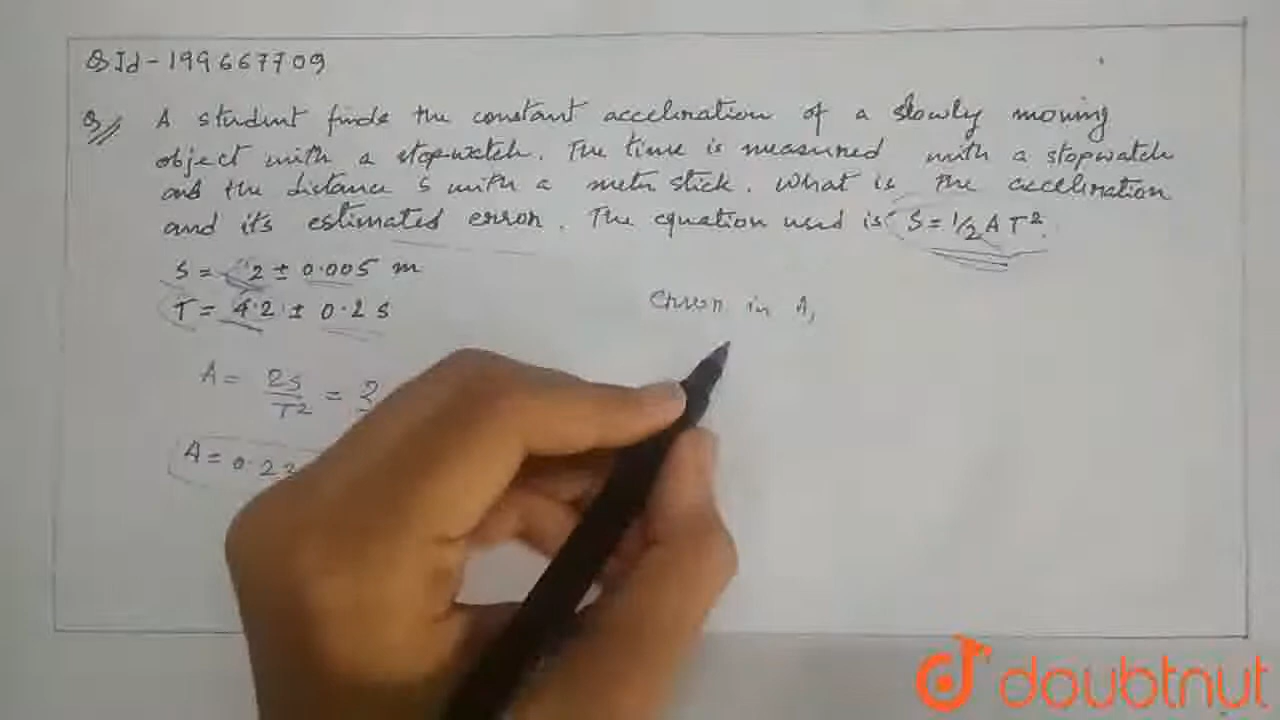 Q Id - 199667709
Q A student finds the constant acceleration of a slowly moving
object with a stopwatch. The time is measured with a stopwatch
and the distance s with a meter stick. What is the acceleration
and its estimated error. The equation used is S = 1/2 A T²
S = 2 ± 0.005 m
T = 4.2 ± 0.2 s
Error in A,
A = 2S/T² = 2
A = 0.22
doubtnut